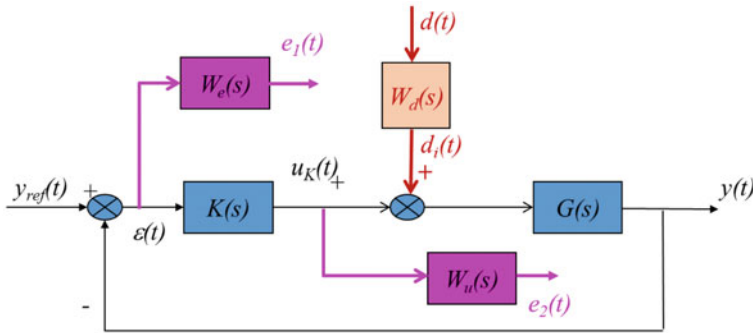 e1(t)
d(t)
We(s)
Wd(s)
di(t)
uK(t)
+
+
yref(t)
+
y(t)
K(s)
G(s)
ε(t)
Wu(s)
-
e2(t)